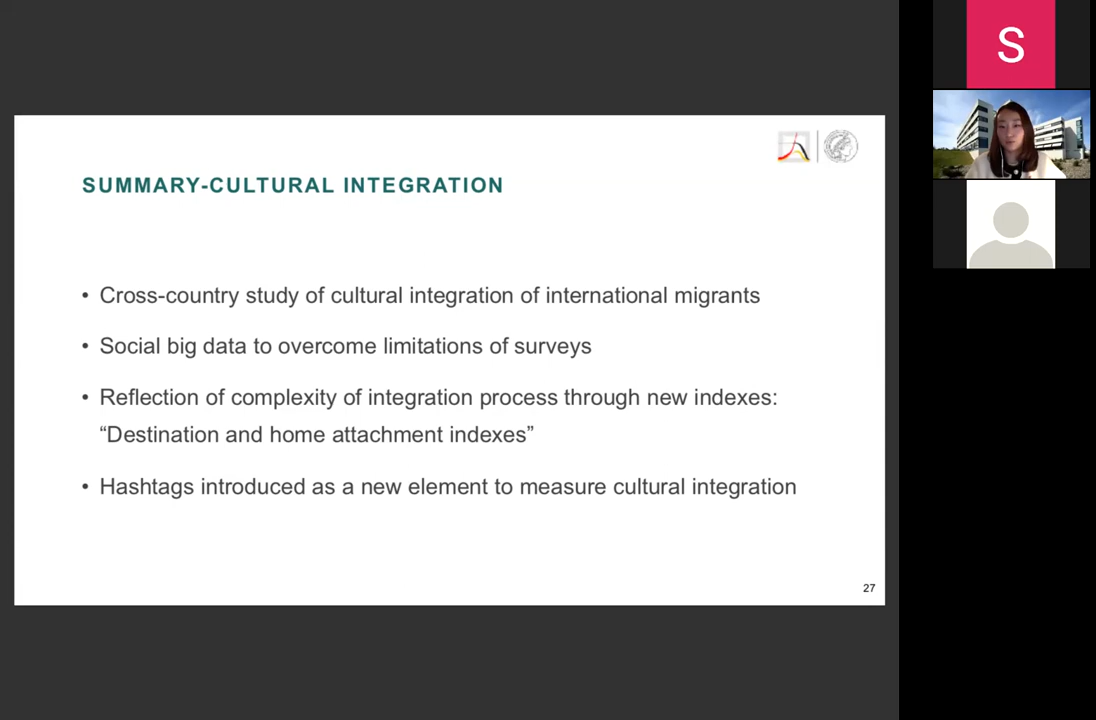 S
SUMMARY-CULTURAL INTEGRATION
• Cross-country study of cultural integration of international migrants
• Social big data to overcome limitations of surveys
• Reflection of complexity of integration process through new indexes:
“Destination and home attachment indexes”
• Hashtags introduced as a new element to measure cultural integration
27